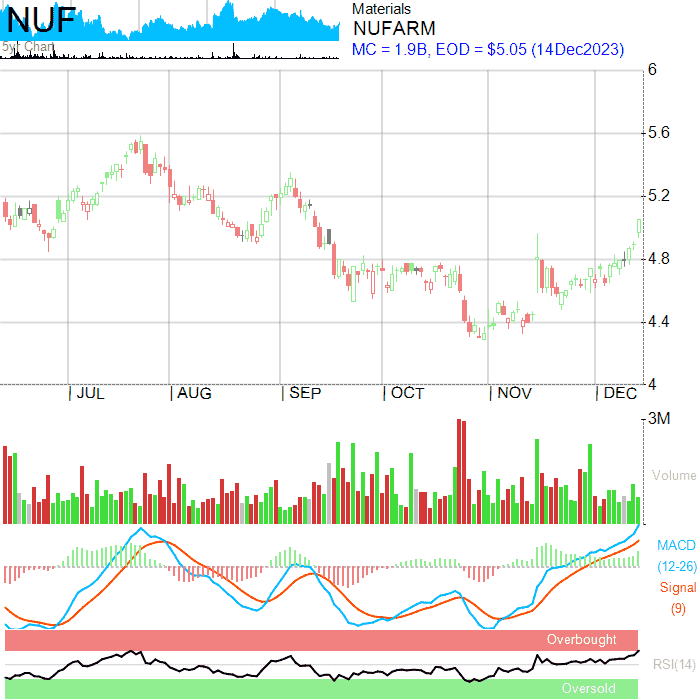 NUF
5yr Chart
Materials
NUFARM
MC = 1.9B, EOD = $5.05 (14Dec2023)
6
5.6
5.2
4.8
4.4
4
| JUL | AUG | SEP | OCT | NOV | DEC
3M
Volume
MACD
(12-26)
Signal
(9)
Overbought
RSI(14)
Oversold